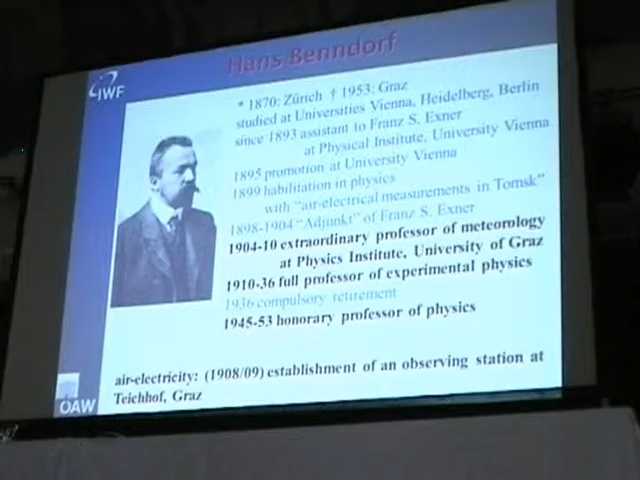 Hans Benndorf
IWF
* 1870: Zürich † 1953: Graz
studied at Universities Vienna, Heidelberg, Berlin
since 1893 assistant to Franz S. Exner
at Physical Institute, University Vienna
1895 promotion at University Vienna
1899 habilitation in physics
with "air-electrical measurements in Tomsk"
1898-1904 "Adjunkt" of Franz S. Exner
1904-10 extraordinary professor of meteorology
at Physics Institute, University of Graz
1910-36 full professor of experimental physics
1936 compulsory retirement
1945-53 honorary professor of physics
air-electricity: (1908/09) establishment of an observing station at
Teichhof, Graz
OAW